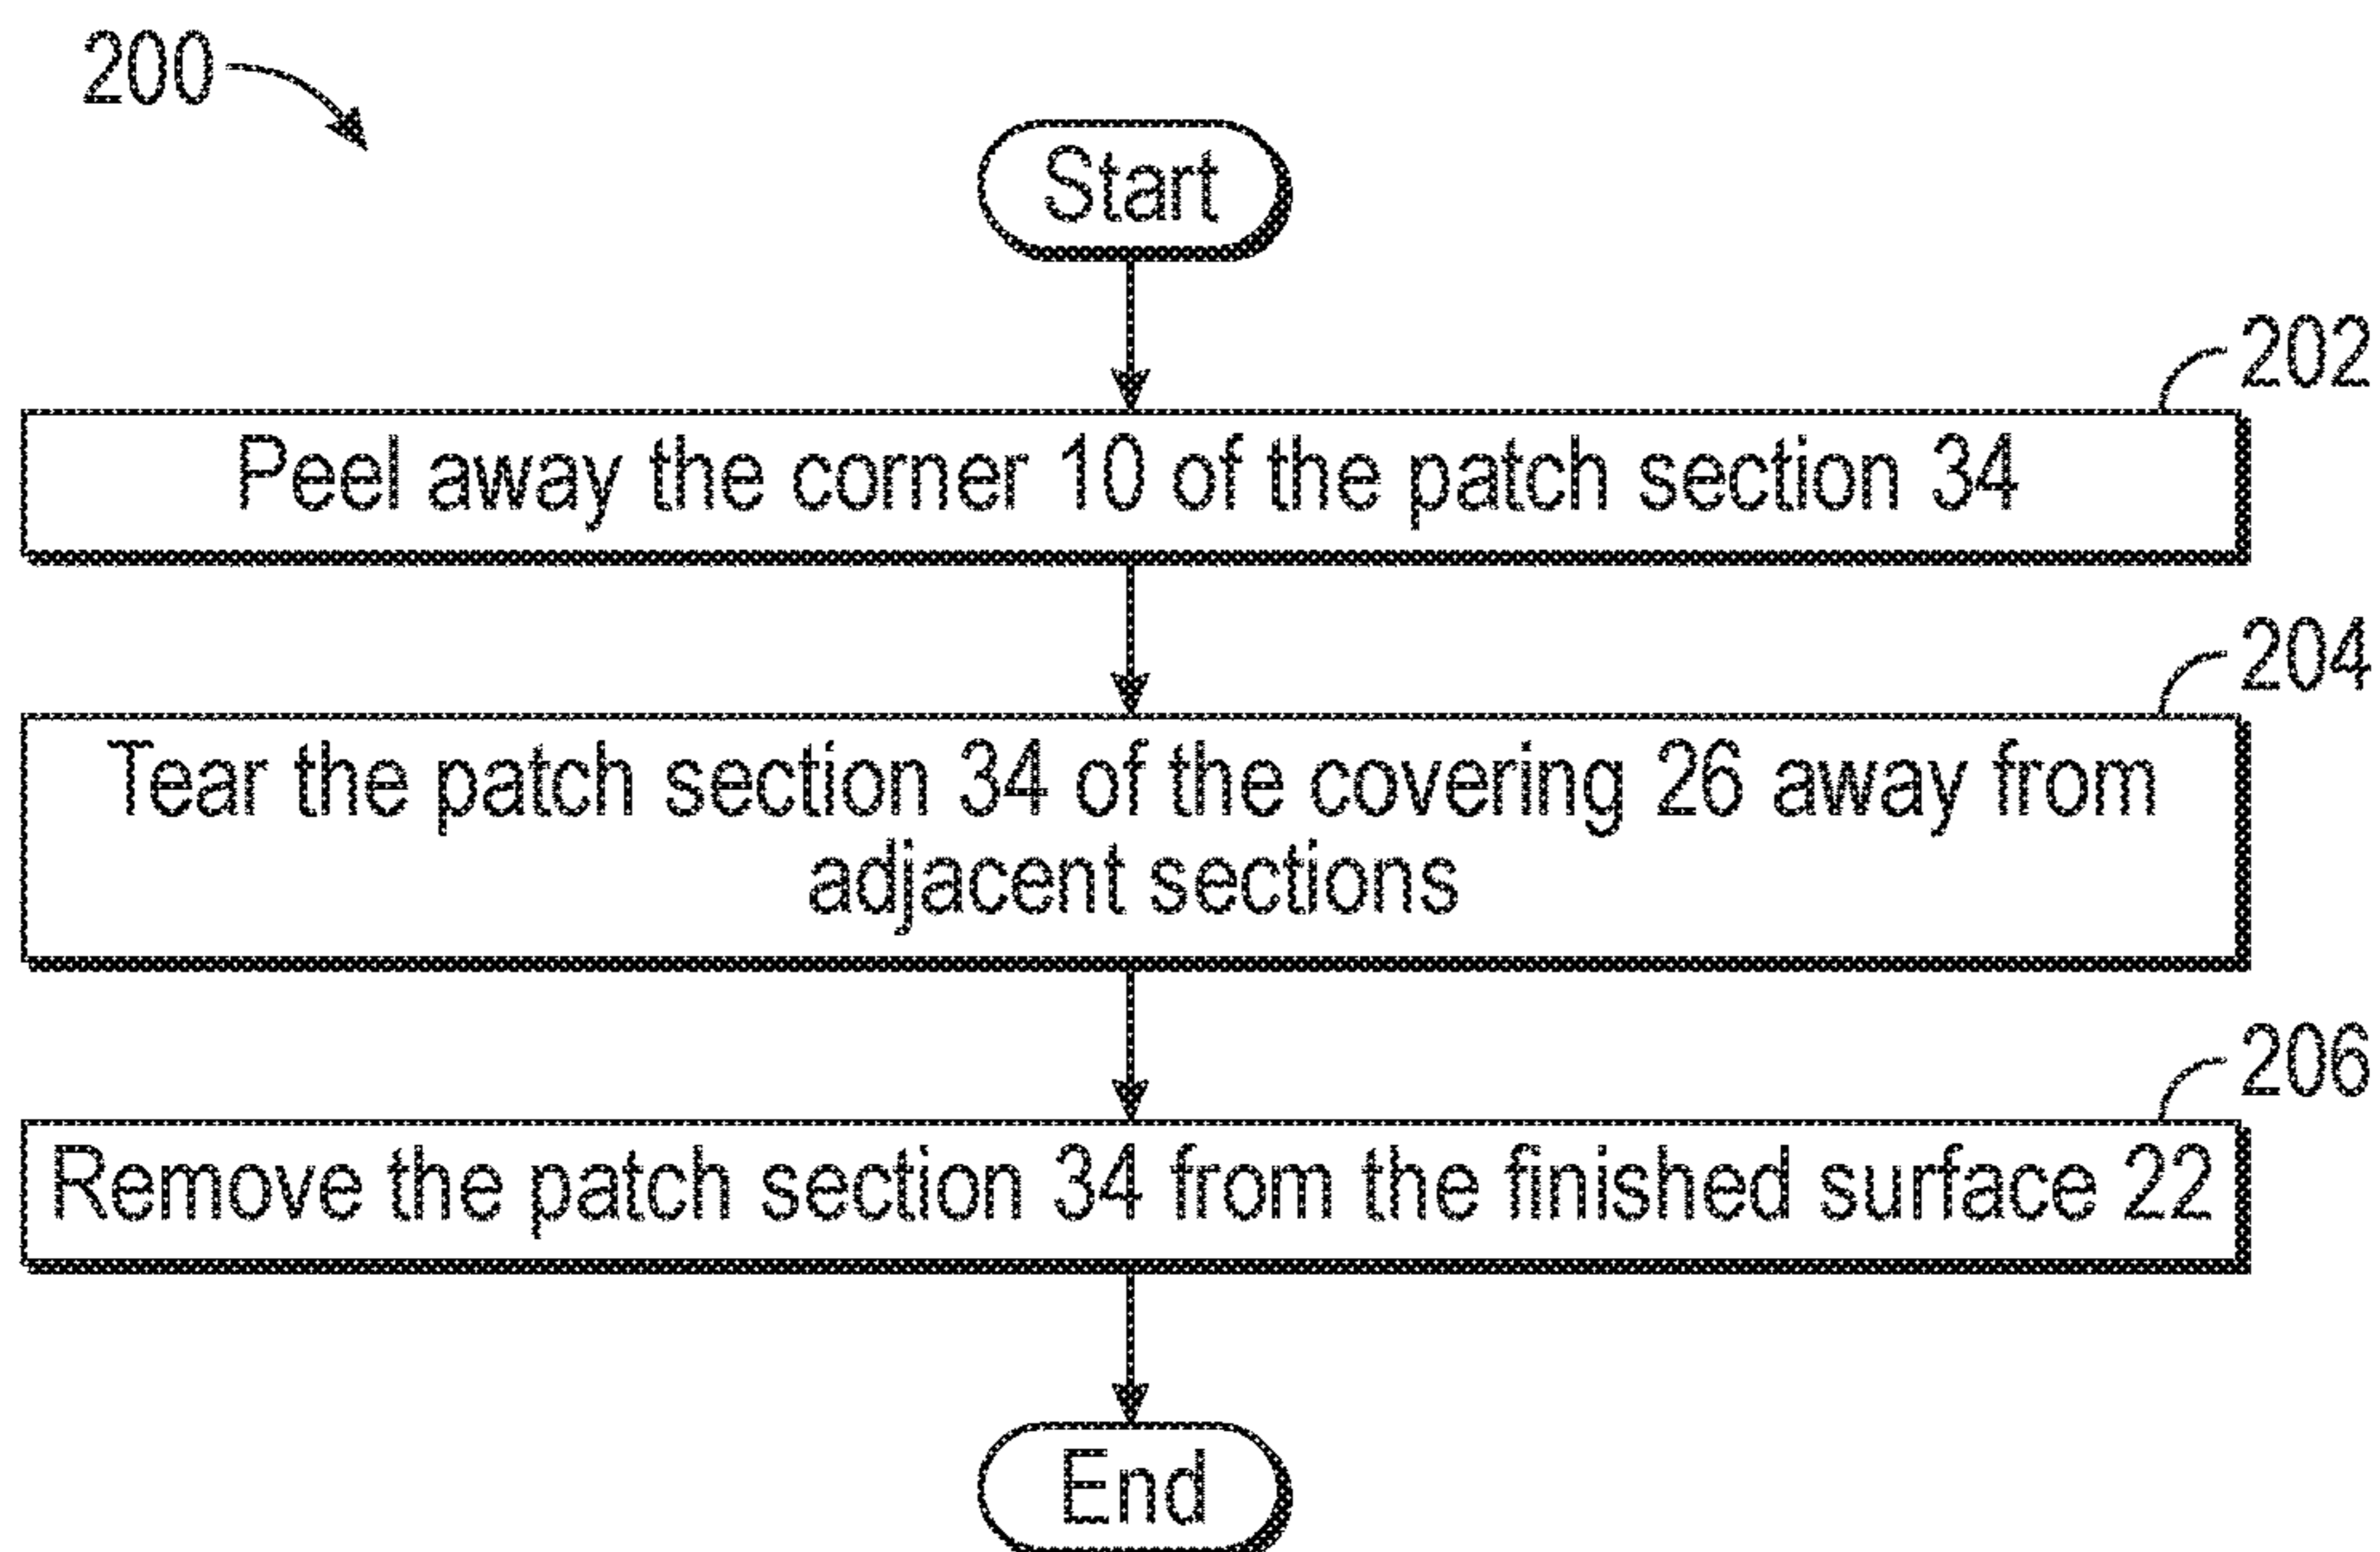 200
Start
202
Peel away the corner 10 of the patch section 34
204
Tear the patch section 34 of the covering 26 away from
adjacent sections
206
Remove the patch section 34 from the finished surface 22
End